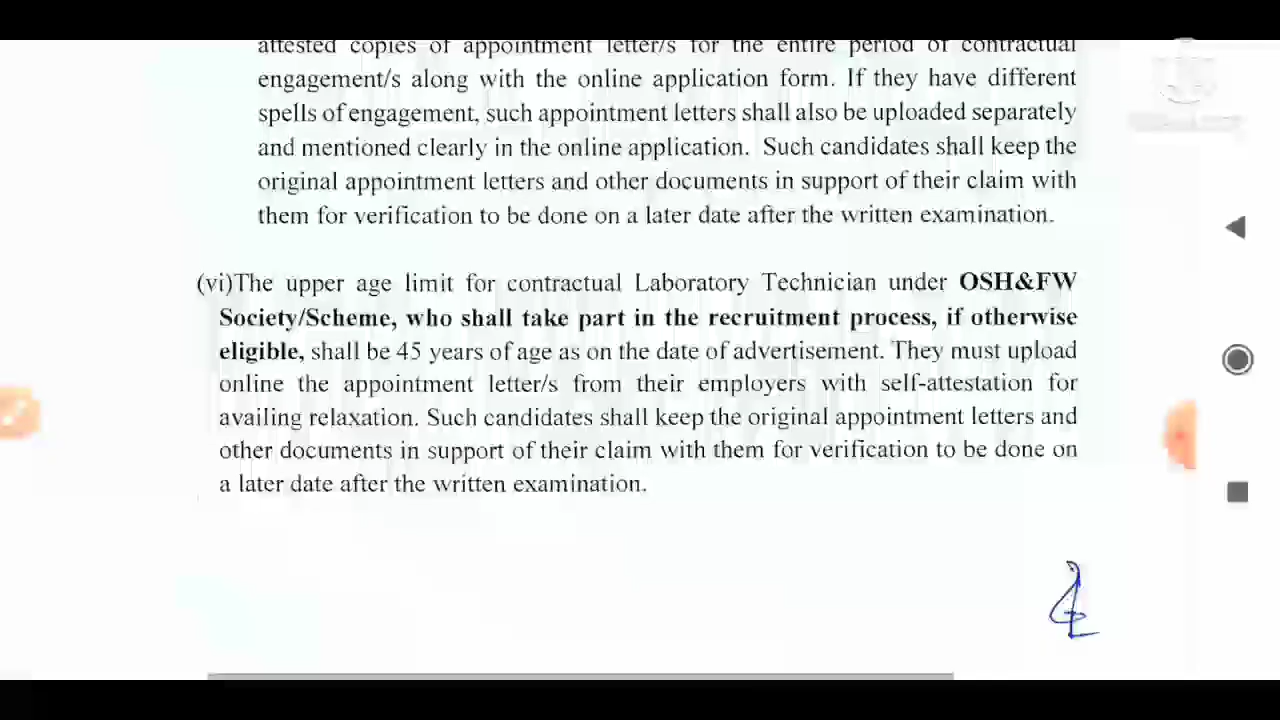 attested copies of appointment letter/s for the entire period of contractual
engagement/s along with the online application form. If they have different
spells of engagement, such appointment letters shall also be uploaded separately
and mentioned clearly in the online application. Such candidates shall keep the
original appointment letters and other documents in support of their claim with
them for verification to be done on a later date after the written examination.
(vi)The upper age limit for contractual Laboratory Technician under OSH&FW
Society/Scheme, who shall take part in the recruitment process, if otherwise
eligible, shall be 45 years of age as on the date of advertisement. They must upload
online the appointment letter/s from their employers with self-attestation for
availing relaxation. Such candidates shall keep the original appointment letters and
other documents in support of their claim with them for verification to be done on
a later date after the written examination.